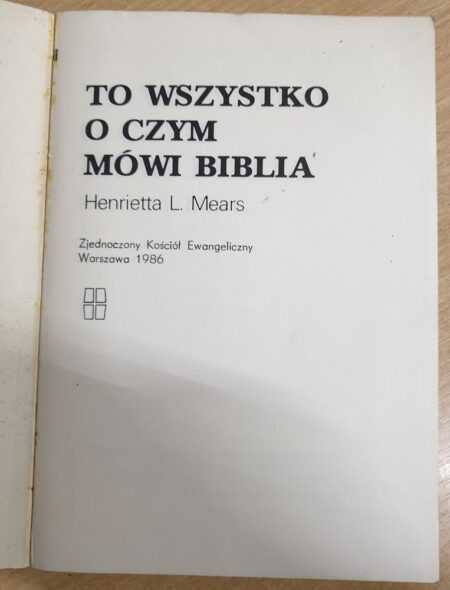 TO WSZYSTKO
O CZYM
MÓWI BIBLIA
Henrietta L. Mears
Zjednoczony Kościół Ewangeliczny
Warszawa 1986